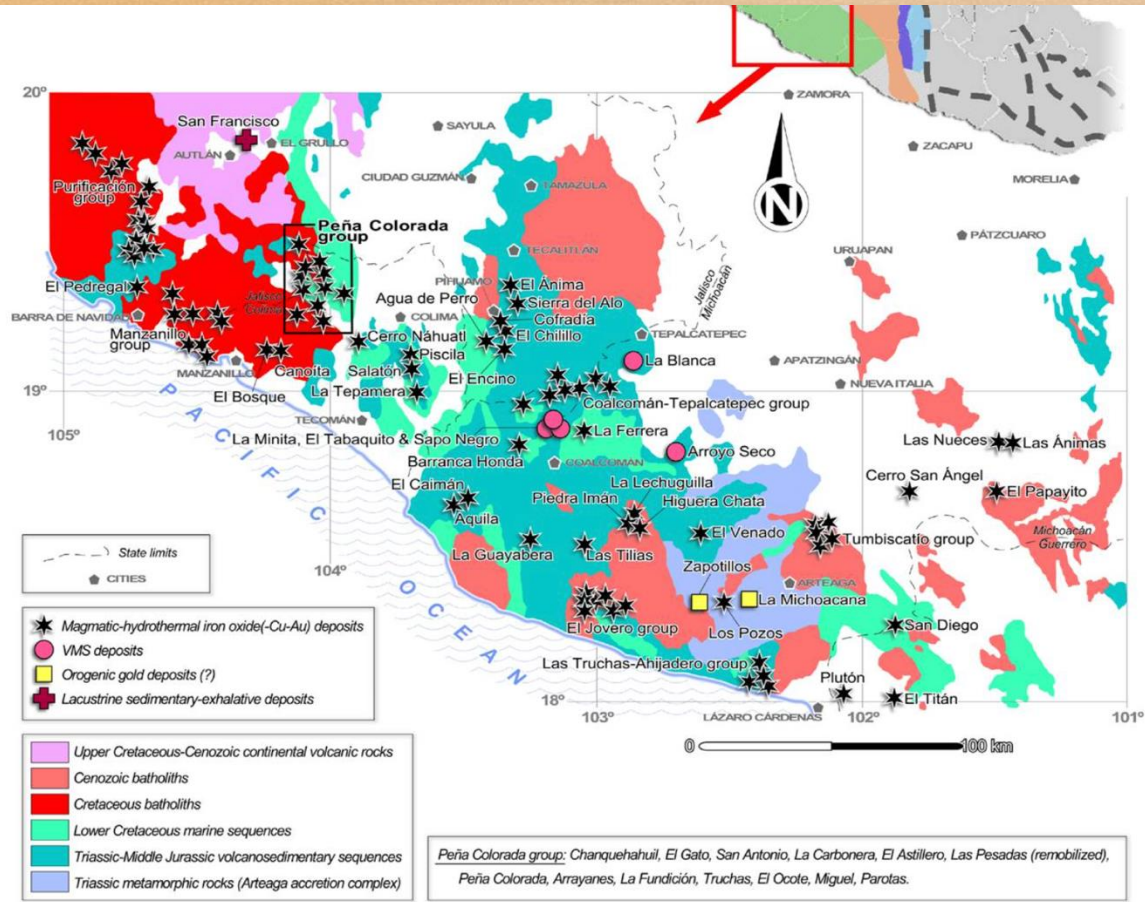 20°
SAN FRANCISCO
San Francisco
AUTLÁN
EL GRULLO
SAYULA
ZAMORA
ZACAPU
CIUDAD GUZMÁN
TAMAZULA
MORELIA
N
Purificación
group
Peña Colorada
group
TECALITLÁN
PÁTZCUARO
URUAPAN
Jalisco
Michoacán
El Pedregal
Jalisco
Colima
PIHUAMO
El Ánima
Agua de Perro
Sierra del Alo
BARRA DE NAVIDAD
COLIMA
Cofradía
Manzanillo
group
Cerro Náhuatl
El Chilillo
TEPALCATEPEC
Piscila
La Blanca
APATZINGÁN
MANZANILLO
Canoita
Salatón
El Encino
NUEVA ITALIA
19°
El Bosque
La Tepamera
Coalcomán-Tepalcatepec group
105°
TECOMÁN
La Minita, El Tabaquito & Sapo Negro
La Ferrera
Las Nueces
Las Ánimas
Barranca Honda
COALCOMÁN
Arroyo Seco
El Caimán
La Lechuguilla
Cerro San Ángel
Piedra Imán
Higuera Chata
El Papayito
Aquila
Michoacán
Guerrero
La Guayabera
Las Tilias
El Venado
Tumbiscatío group
104°
Zapotillos
ARTEAGA
La Michoacana
PACIFIC OCEAN
El Jovero group
Los Pozos
San Diego
Las Truchas-Ahijadero group
Plutón
18°
103°
102°
101°
El Titán
LÁZARO CÁRDENAS
0
100 km
State limits
CITIES
Magmatic-hydrothermal iron oxide(-Cu-Au) deposits
VMS deposits
Orogenic gold deposits (?)
Lacustrine sedimentary-exhalative deposits
Upper Cretaceous-Cenozoic continental volcanic rocks
Cenozoic batholiths
Cretaceous batholiths
Lower Cretaceous marine sequences
Triassic-Middle Jurassic volcanosedimentary sequences
Triassic metamorphic rocks (Arteaga accretion complex)
Peña Colorada group: Chanquehahuil, El Gato, San Antonio, La Carbonera, El Astillero, Las Pesadas (remobilized),
Peña Colorada, Arrayanes, La Fundición, Truchas, El Ocote, Miguel, Parotas.